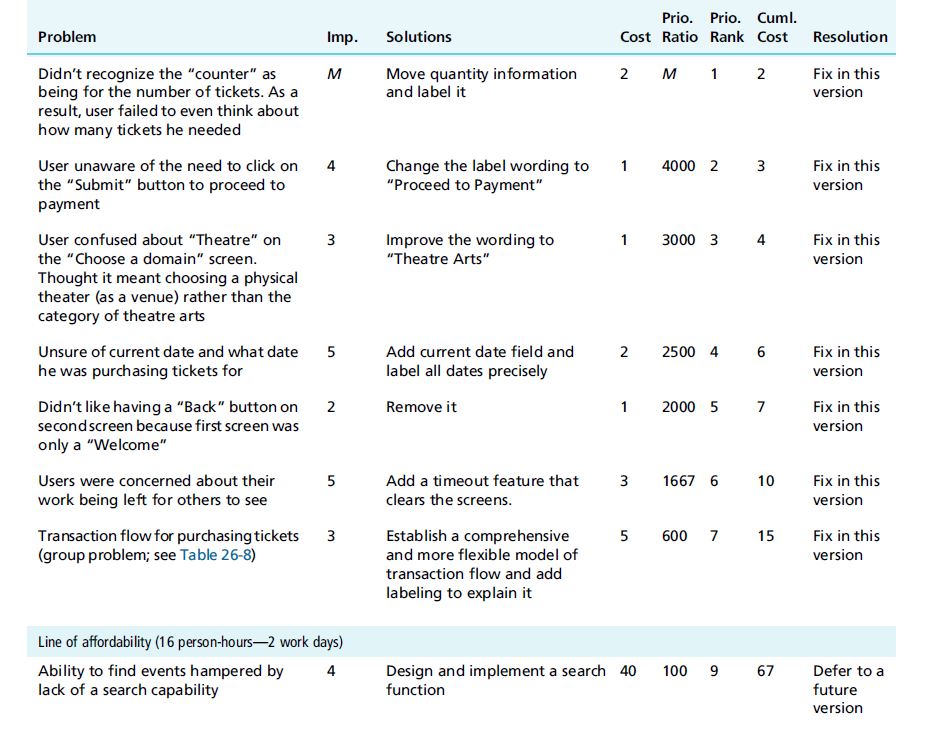 Problem Imp. Solutions Cost Prio. Ratio Prio. Rank Cuml. Cost Resolution
Didn’t recognize the “counter” as M Move quantity information 2 M 1 2 Fix in this
being for the number of tickets. As a and label it version
result, user failed to even think about
how many tickets he needed
User unaware of the need to click on 4 Change the label wording to 1 4000 2 3 Fix in this
the “Submit” button to proceed to “Proceed to Payment” version
payment
User confused about “Theatre” on 3 Improve the wording to 1 3000 3 4 Fix in this
the “Choose a domain” screen. “Theatre Arts” version
Thought it meant choosing a physical
theater (as a venue) rather than the
category of theatre arts
Unsure of current date and what date 5 Add current date field and 2 2500 4 6 Fix in this
he was purchasing tickets for label all dates precisely version
Didn’t like having a “Back” button on 2 Remove it 1 2000 5 7 Fix in this
second screen because first screen was version
only a “Welcome”
Users were concerned about their 5 Add a timeout feature that 3 1667 6 10 Fix in this
work being left for others to see clears the screens. version
Transaction flow for purchasing tickets 3 Establish a comprehensive 5 600 7 15 Fix in this
(group problem; see Table 26-8) and more flexible model of version
transaction flow and add
labeling to explain it
Line of affordability (16 person-hours—2 work days)
Ability to find events hampered by 4 Design and implement a search 40 100 9 67 Defer to a
lack of a search capability function future
version